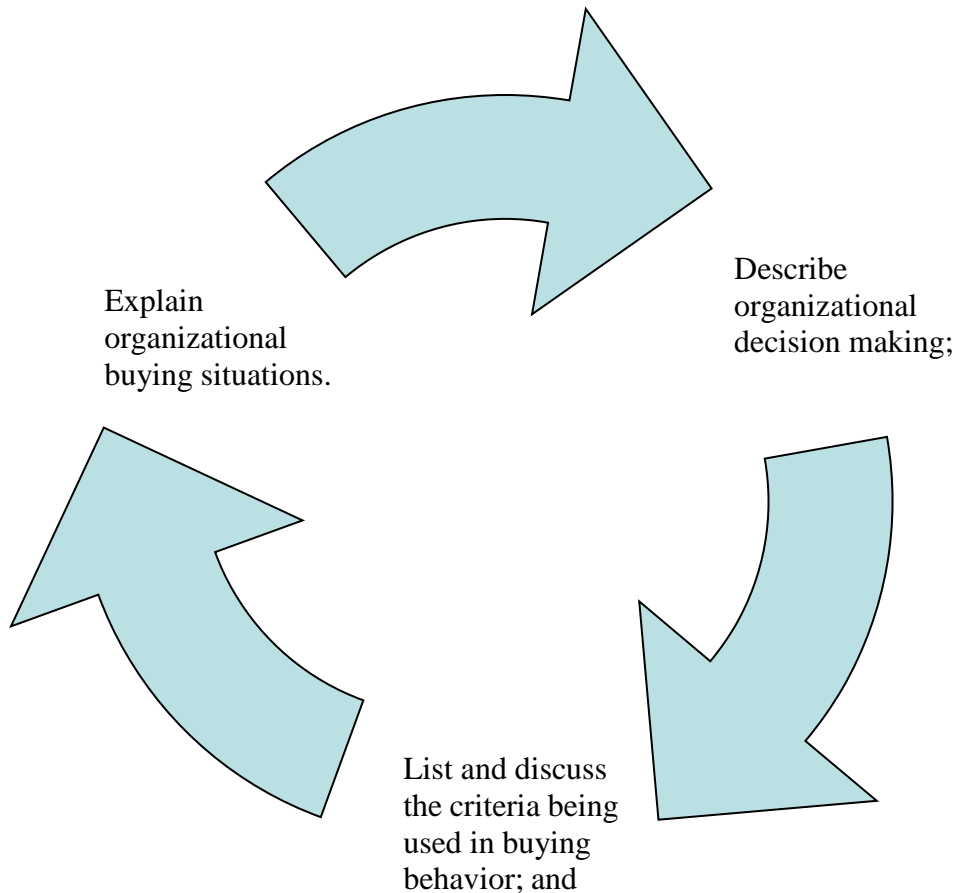 Describe
organizational
decision making;
List and discuss
the criteria being
used in buying
behavior; and
Explain
organizational
buying situations.